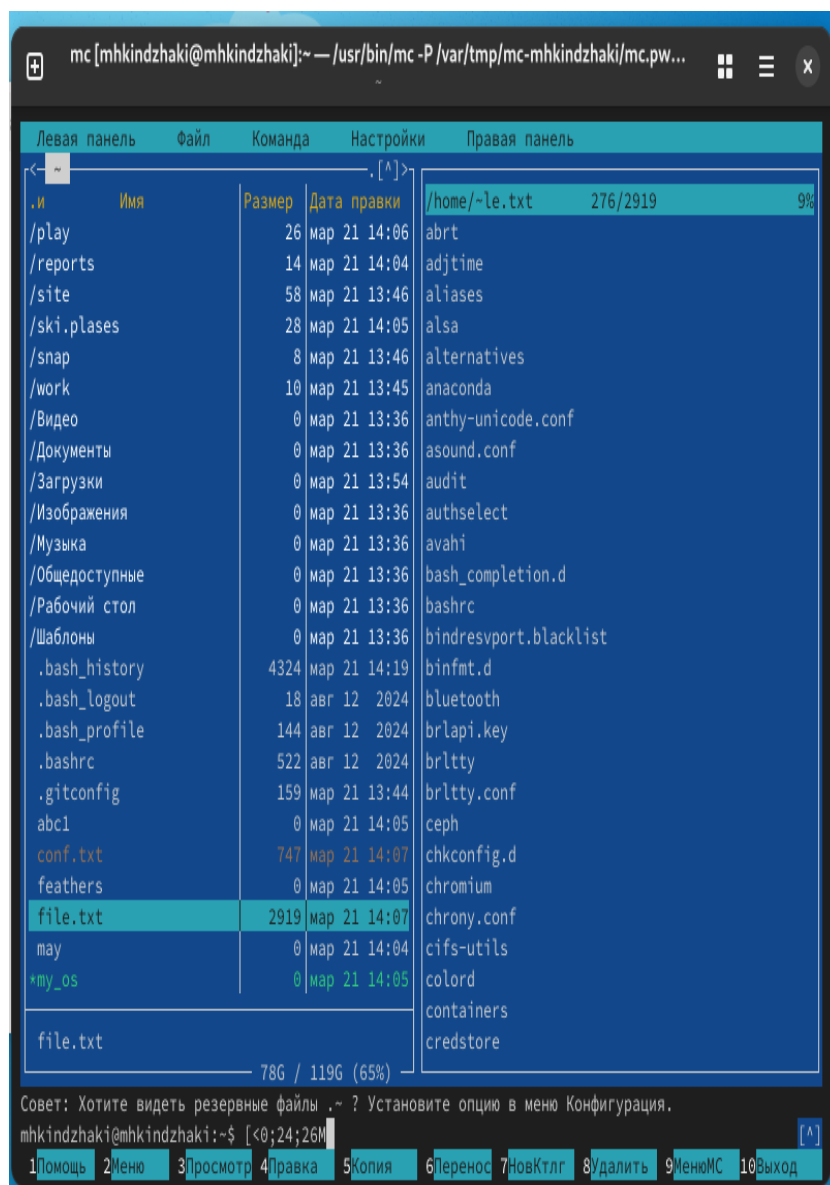 mc [mhkindzhaki@mhkindzhaki]:~ — /usr/bin/mc -P /var/tmp/mc-mhkindzhaki/mc.pw...
~
Левая панель Файл Команда Настройки Правая панель
<- ~ .[^]>
.и Имя Размер Дата правки
/play 26 мар 21 14:06
/reports 14 мар 21 14:04
/site 58 мар 21 13:46
/ski.plases 28 мар 21 14:05
/snap 8 мар 21 13:46
/work 10 мар 21 13:45
/Видео 0 мар 21 13:36
/Документы 0 мар 21 13:36
/Загрузки 0 мар 21 13:54
/Изображения 0 мар 21 13:36
/Музыка 0 мар 21 13:36
/Общедоступные 0 мар 21 13:36
/Рабочий стол 0 мар 21 13:36
/Шаблоны 0 мар 21 13:36
.bash_history 4324 мар 21 14:19
.bash_logout 18 авг 12 2024
.bash_profile 144 авг 12 2024
.bashrc 522 авг 12 2024
.gitconfig 159 мар 21 13:44
abc1 0 мар 21 14:05
conf.txt 747 мар 21 14:07
feathers 0 мар 21 14:05
file.txt 2919 мар 21 14:07
may 0 мар 21 14:04
*my_os 0 мар 21 14:05
file.txt
78G / 119G (65%)
/home/~le.txt 276/2919 9%
abrt
adjtime
aliases
alsa
alternatives
anaconda
anthy-unicode.conf
asound.conf
audit
authselect
avahi
bash_completion.d
bashrc
bindresvport.blacklist
binfmt.d
bluetooth
brlapi.key
brltty
brltty.conf
ceph
chkconfig.d
chromium
chrony.conf
cifs-utils
colord
containers
credstore
Совет: Хотите видеть резервные файлы .~ ? Установите опцию в меню Конфигурация.
mhkindzhaki@mhkindzhaki:~$ [<0;24;26M [^]
1Помощь 2Меню 3Просмотр 4Правка 5Копия 6Перенос 7НовКтлг 8Удалить 9МенюMC 10Выход